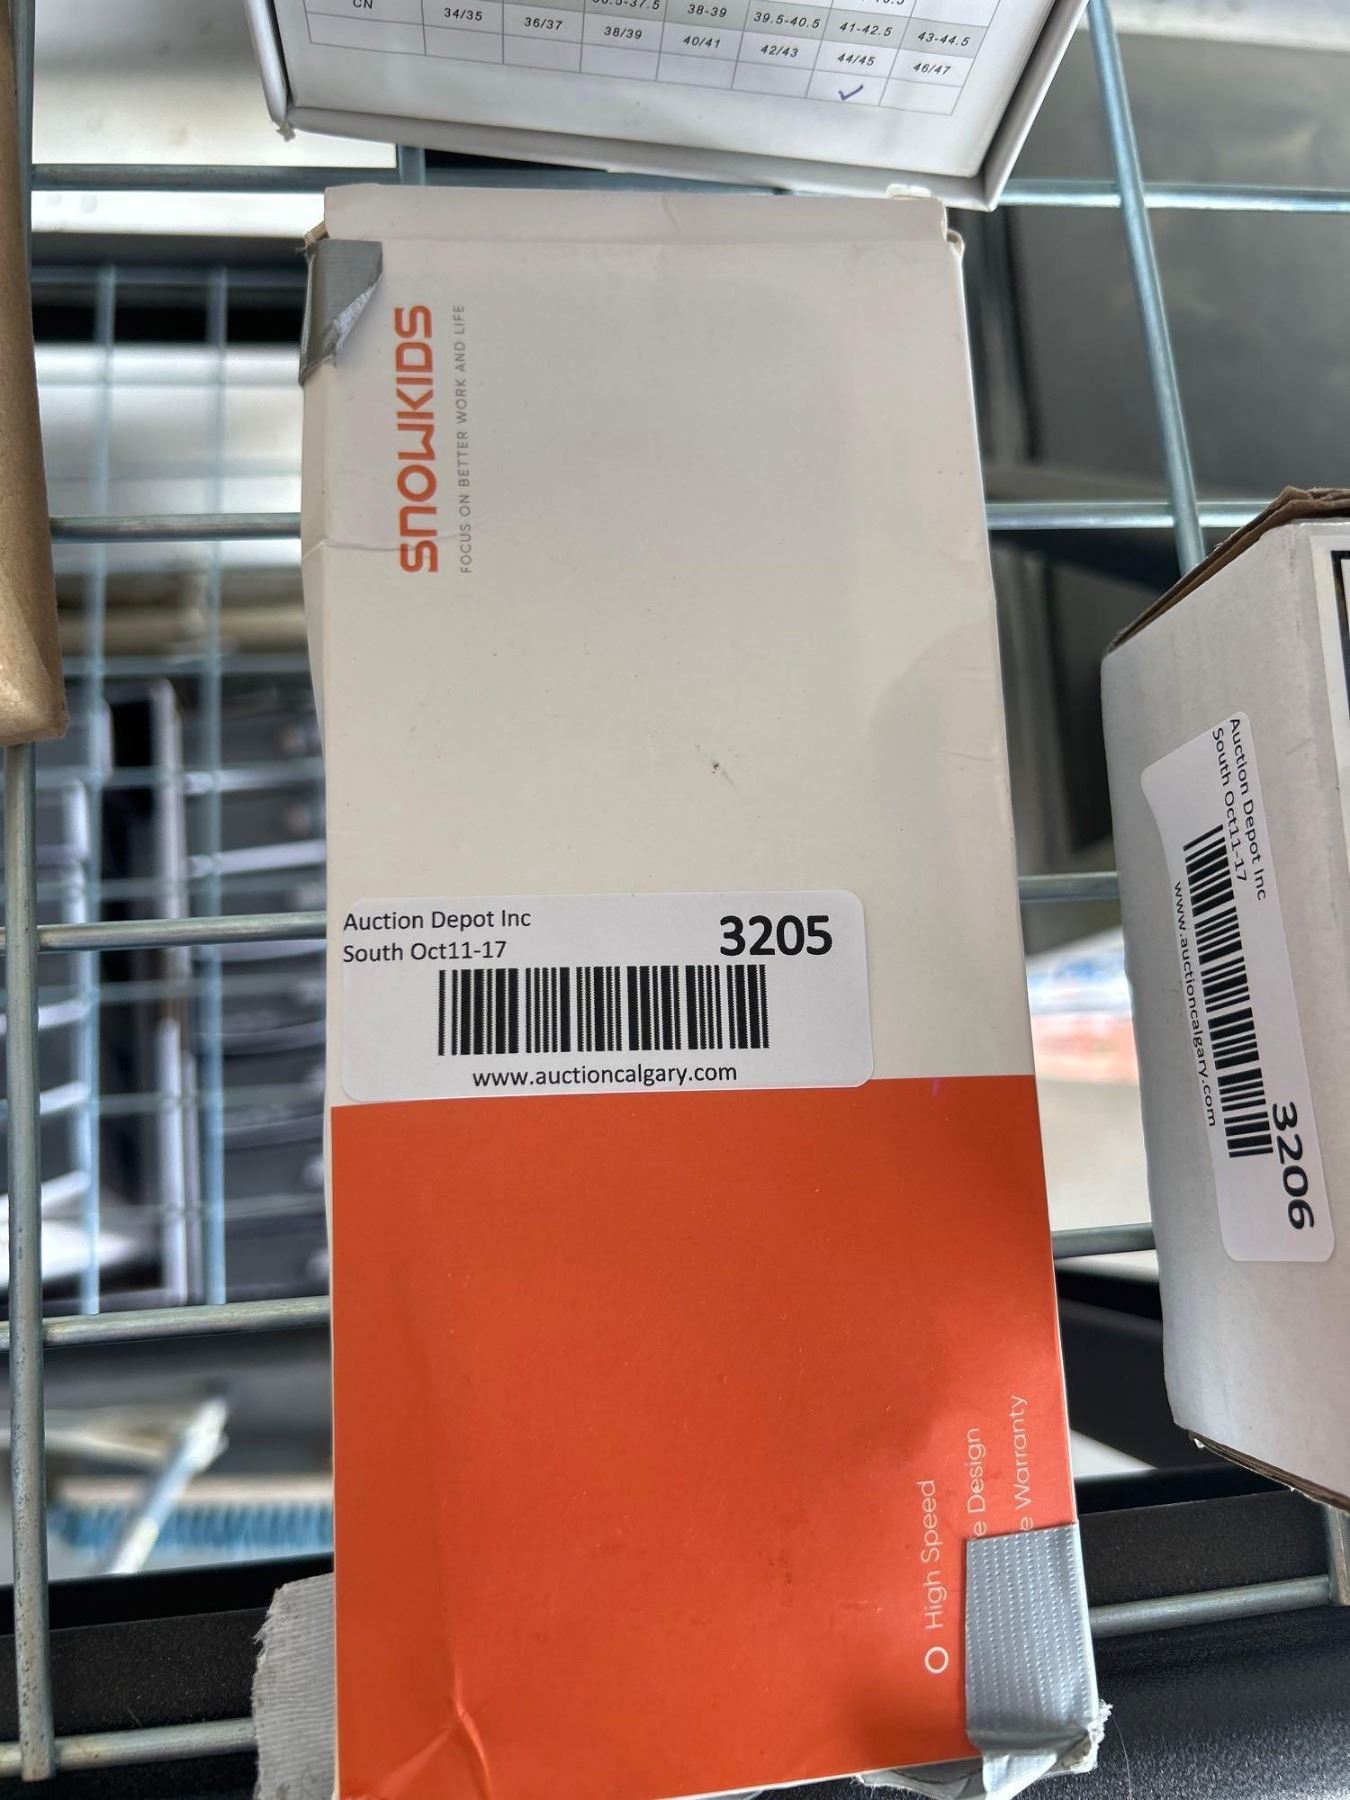 CN
34/35
36/37
38/39
38-39
40/41
39.5-40.5
42/43
41-42.5
44/45
43-44.5
46/47
SNOWKIDS
FOCUS ON BETTER WORK AND LIFE
Auction Depot Inc
South Oct11-17
3205
www.auctioncalgary.com
High Speed
Design
Warranty
Auction Depot Inc
South Oct11-17
3206
www.auctioncalgary.com